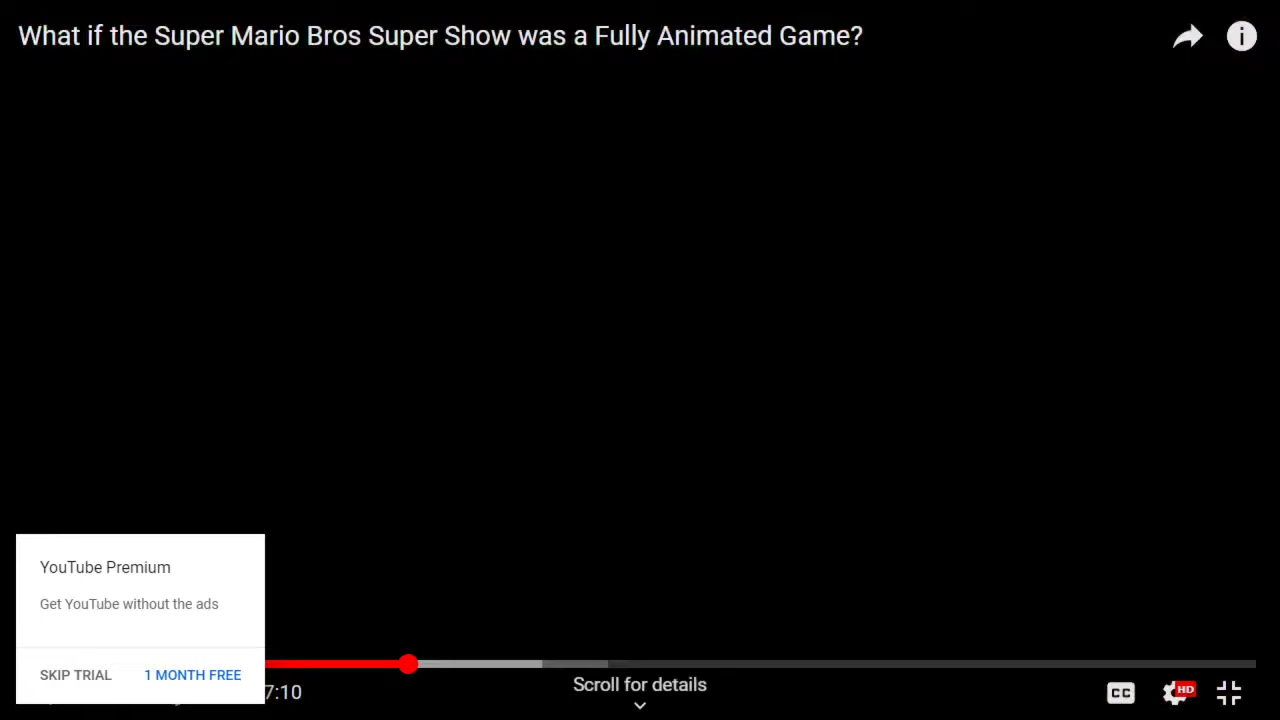 What if the Super Mario Bros Super Show was a Fully Animated Game?
YouTube Premium
Get YouTube without the ads
SKIP TRIAL 1 MONTH FREE
7:10
Scroll for details
CC
HD